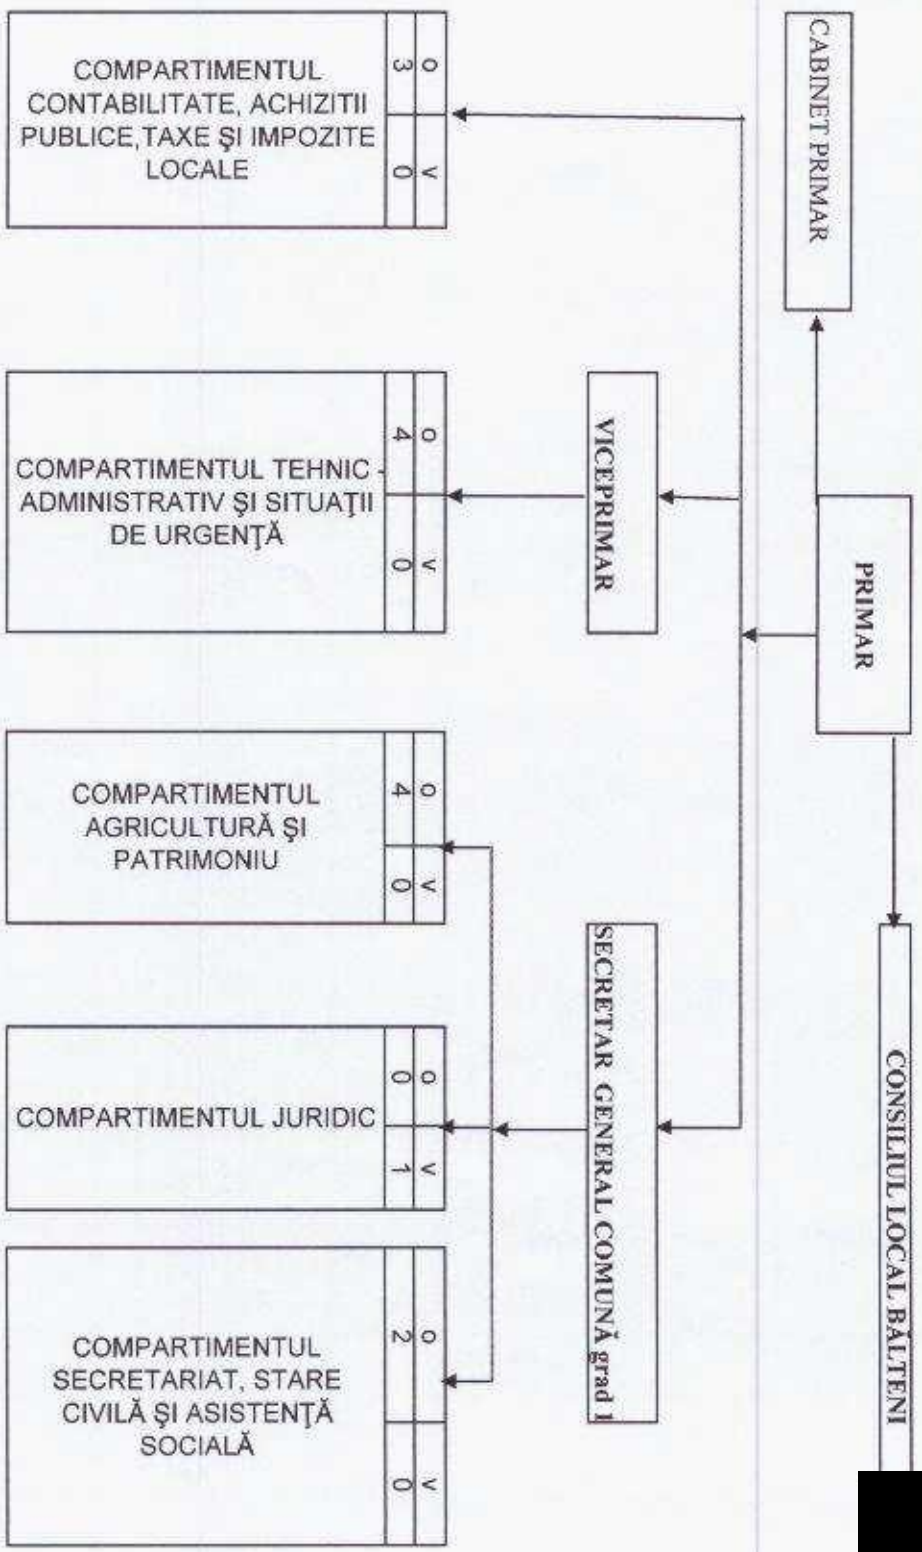 CONSILIUL LOCAL BĂLTENI
PRIMAR
CABINET PRIMAR
VICEPRIMAR
SECRETAR GENERAL COMUNĂ grad I
o v
3 0
COMPARTIMENTUL
CONTABILITATE, ACHIZITII
PUBLICE,TAXE ŞI IMPOZITE
LOCALE
o v
4 0
COMPARTIMENTUL TEHNIC -
ADMINISTRATIV ŞI SITUAŢII
DE URGENŢĂ
o v
4 0
COMPARTIMENTUL
AGRICULTURĂ ŞI
PATRIMONIU
o v
0 1
COMPARTIMENTUL JURIDIC
o v
2 0
COMPARTIMENTUL
SECRETARIAT, STARE
CIVILĂ ŞI ASISTENŢĂ
SOCIALĂ